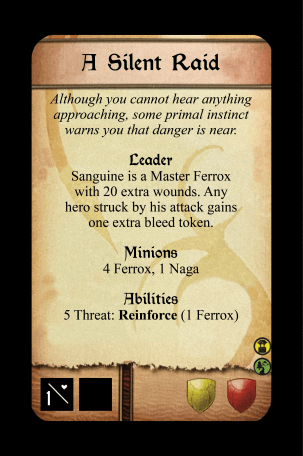 A Silent Raid
Although you cannot hear anything
approaching, some primal instinct
warns you that danger is near.
Leader
Sanguine is a Master Ferrox
with 20 extra wounds. Any
hero struck by his attack gains
one extra bleed token.
Minions
4 Ferrox, 1 Naga
Abilities
5 Threat: Reinforce (1 Ferrox)
1